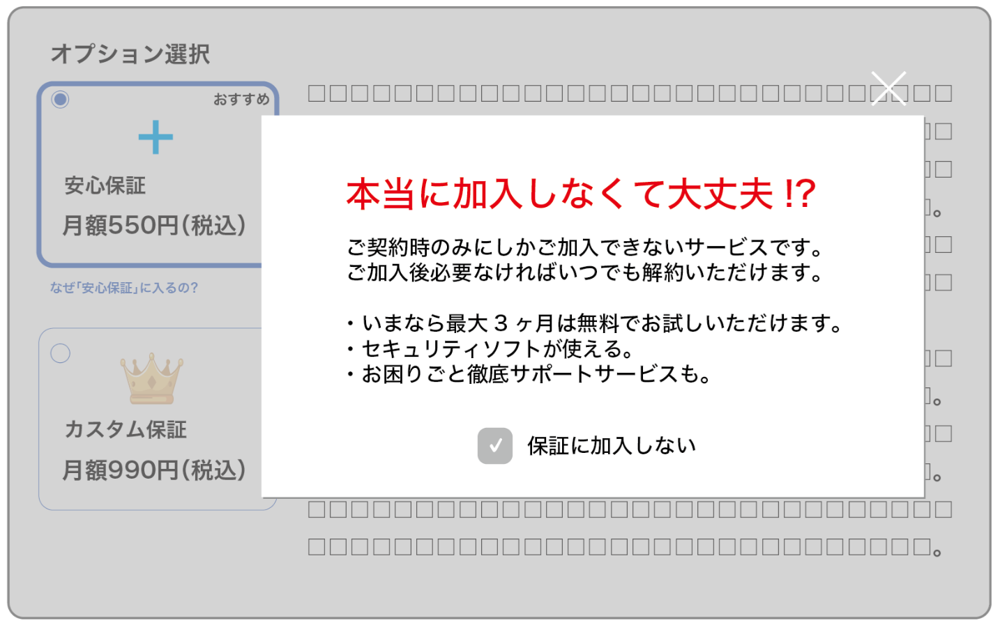 オプション選択
おすすめ
安心保証
月額550円(税込)
なぜ「安心保証」に入るの?
カスタム保証
月額990円(税込)
□□□□□□□□□□□□□□□□□□□□□□□□□□□□□□
□□
□□
□。
□□
□□
□□
□。
□□
□。
□□□□□□□□□□□□□□□□□□□□□□□□□□□□□□
□□□□□□□□□□□□□□□□□□□□□□□□□□□□□。
本当に加入しなくて大丈夫!?
ご契約時のみにしかご加入できないサービスです。
ご加入後必要なければいつでも解約いただけます。
・いまなら最大3ヶ月は無料でお試しいただけます。
・セキュリティソフトが使える。
・お困りごと徹底サポートサービスも。
保証に加入しない